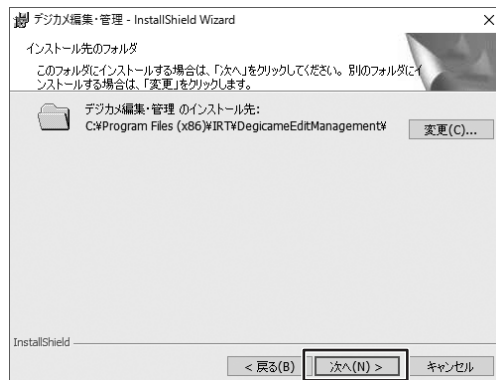 デジカメ編集・管理 - InstallShield Wizard
インストール先のフォルダ
このフォルダにインストールする場合は、「次へ」をクリックしてください。別のフォルダにイ
ンストールする場合は、「変更」をクリックします。
デジカメ編集・管理 のインストール先:
C:¥Program Files (x86)¥IRT¥DegicameEditManagement¥
変更(C)...
InstallShield
< 戻る(B)
次へ(N) >
キャンセル